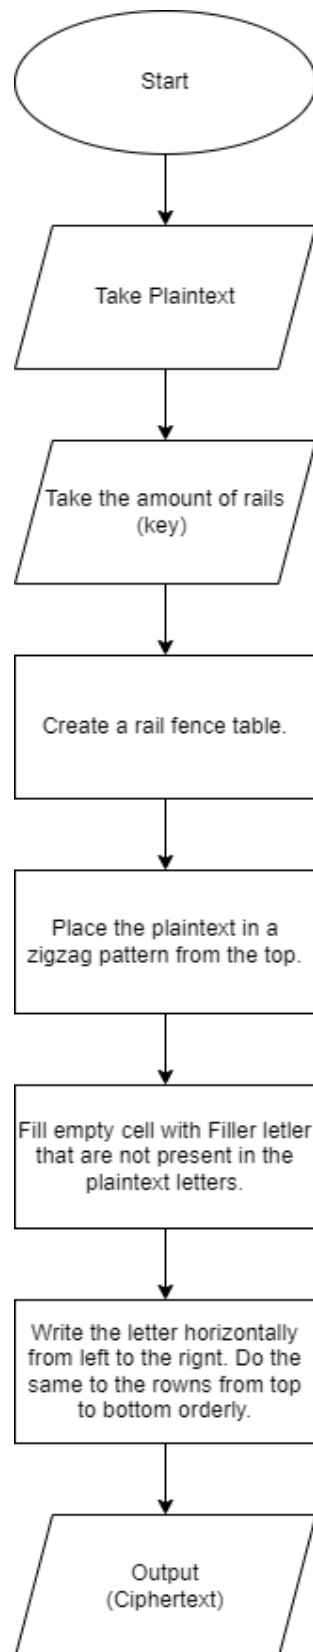 Start
Take Plaintext
Take the amount of rails
(key)
Create a rail fence table.
Place the plaintext in a
zigzag pattern from the top.
Fill empty cell with Filler letler
that are not present in the
plaintext letters.
Write the letter horizontally
from left to the rignt. Do the
same to the rowns from top
to bottom orderly.
Output
(Ciphertext)